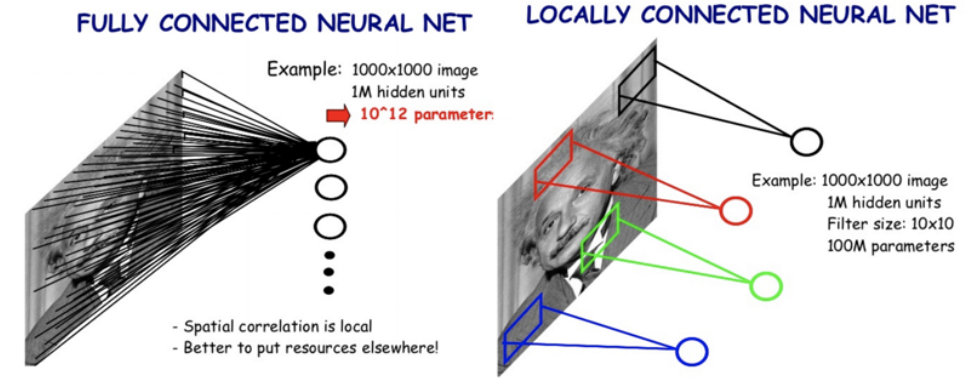 FULLY CONNECTED NEURAL NET
Example: 1000x1000 image
1M hidden units
10^12 parameter
- Spatial correlation is local
- Better to put resources elsewhere!
LOCALLY CONNECTED NEURAL NET
Example: 1000x1000 image
1M hidden units
Filter size: 10x10
100M parameters